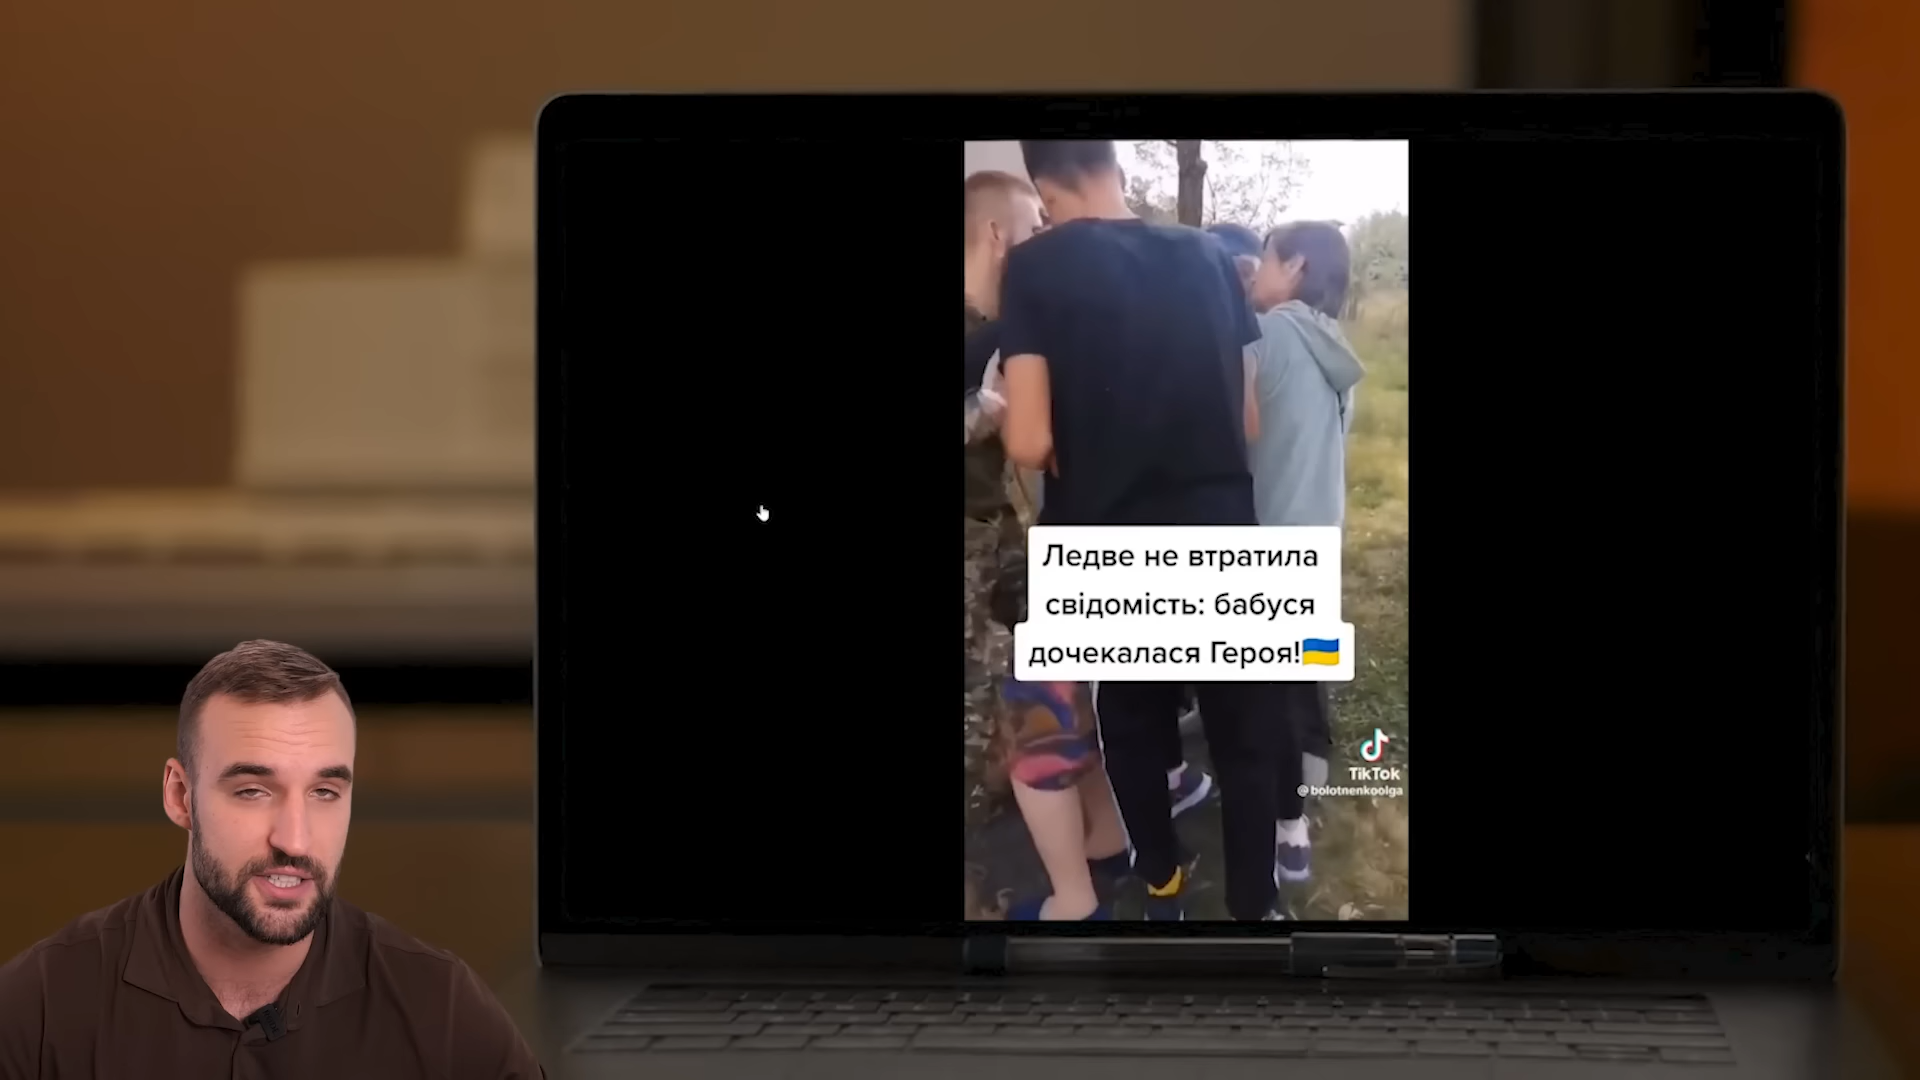 Ледве не втратила
свідомість: бабуся
дочекалася Героя!🇺🇦
TikTok
@bolotnenkoolga